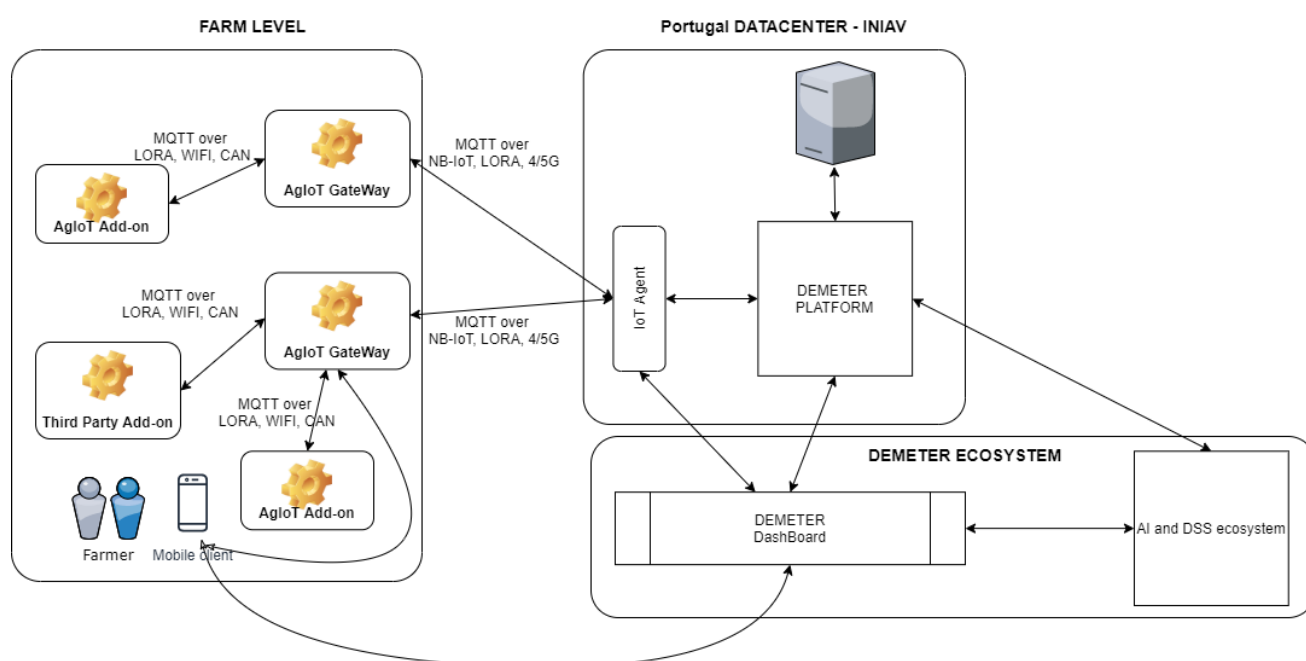 FARM LEVEL
Portugal DATACENTER - INIAV
MQTT over
LORA, WIFI, CAN
AgIoT GateWay
AgIoT Add-on
MQTT over
NB-IoT, LORA, 4/5G
MQTT over
LORA, WIFI, CAN
AgIoT GateWay
Third Party Add-on
MQTT over
NB-IoT, LORA, 4/5G
MQTT over
LORA, WIFI, CAN
AgIoT Add-on
Farmer
Mobile client
IoT Agent
DEMETER
PLATFORM
DEMETER ECOSYSTEM
DEMETER
DashBoard
AI and DSS ecosystem